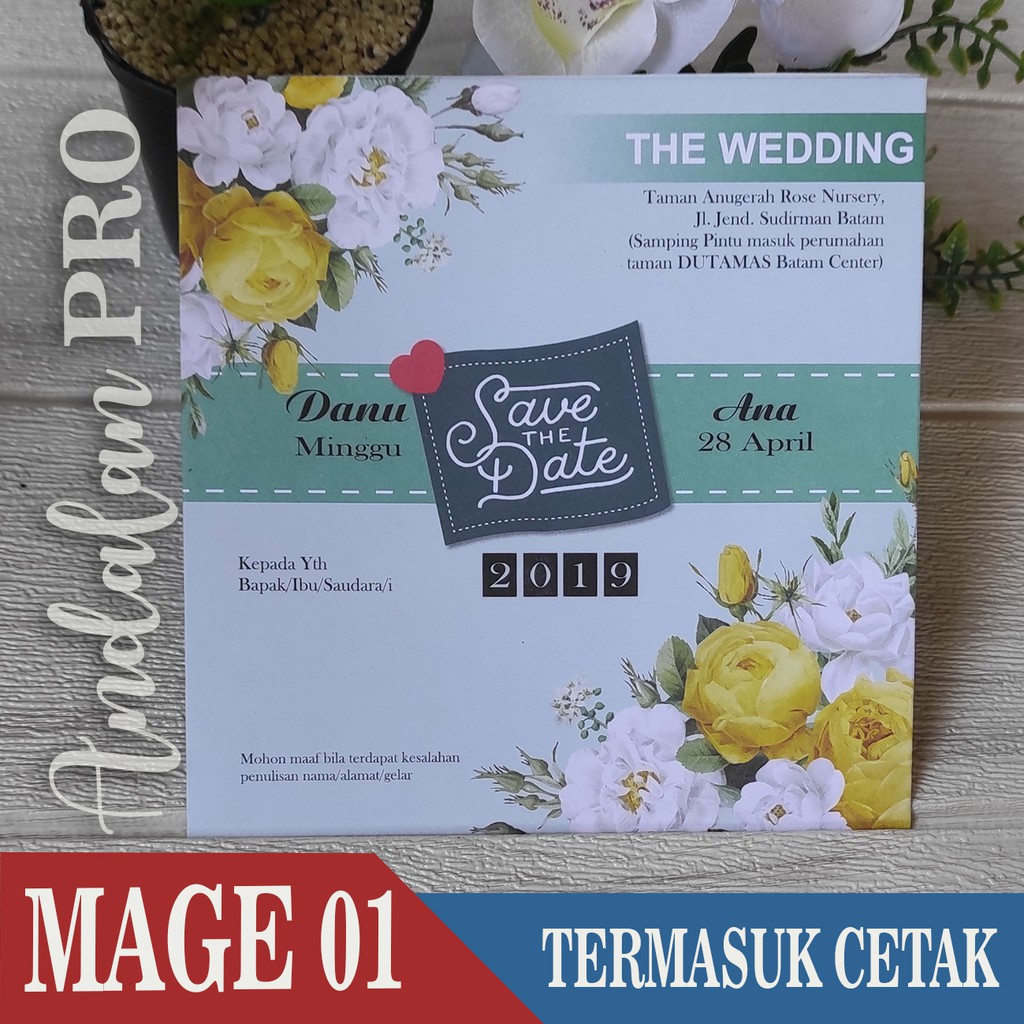 Andalan PRO
THE WEDDING
Taman Anugerah Rose Nursery,
Jl. Jend. Sudirman Batam
(Samping Pintu masuk perumahan
taman DUTAMAS Batam Center)
Danu
Minggu
Save
THE
Date
Ana
28 April
Kepada Yth
Bapak/Ibu/Saudara/i
2019
Mohon maaf bila terdapat kesalahan
penulisan nama/alamat/gelar
MAGE 01
TERMASUK CETAK